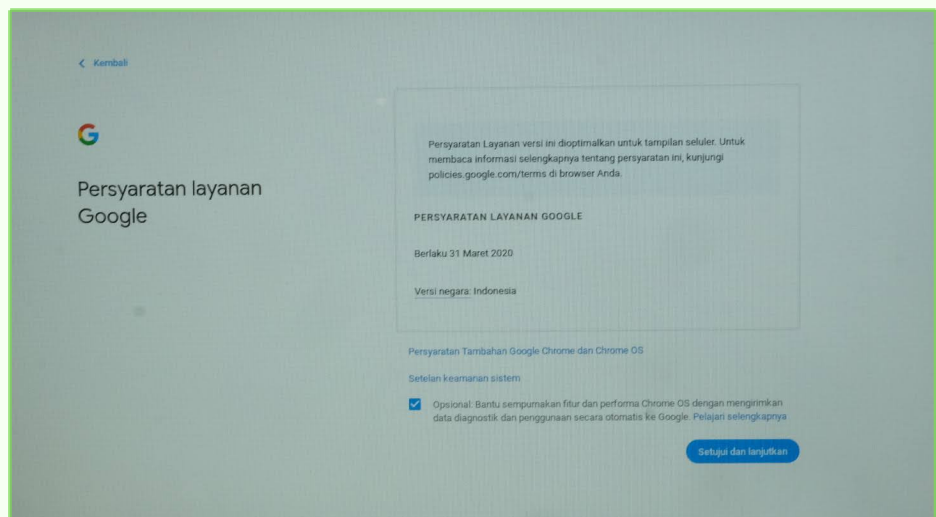 Kembali
Persyaratan layanan
Google
Persyaratan Layanan versi ini dioptimalkan untuk tampilan seluler. Untuk
membaca informasi selengkapnya tentang persyaratan ini, kunjungi
policies.google.com/terms di browser Anda.
PERSYARATAN LAYANAN GOOGLE
Berlaku 31 Maret 2020
Versi negara: Indonesia
Persyaratan Tambahan Google Chrome dan Chrome OS
Setelan keamanan sistem
Opsional: Bantu sempurnakan fitur dan performa Chrome OS dengan mengirimkan
data diagnostik dan penggunaan secara otomatis ke Google. Pelajari selengkapnya
Setujui dan lanjutkan